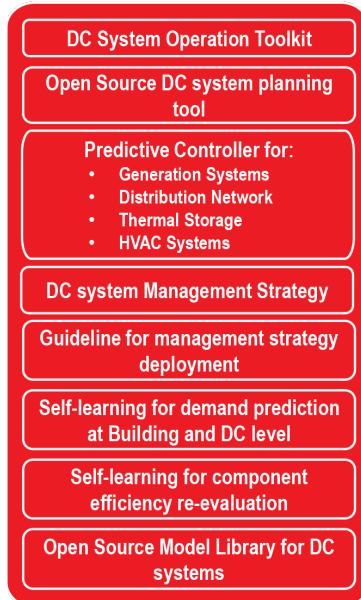 DC System Operation Toolkit
Open Source DC system planning
tool
Predictive Controller for:
• Generation Systems
• Distribution Network
• Thermal Storage
• HVAC Systems
DC system Management Strategy
Guideline for management strategy
deployment
Self-learning for demand prediction
at Building and DC level
Self-learning for component
efficiency re-evaluation
Open Source Model Library for DC
systems